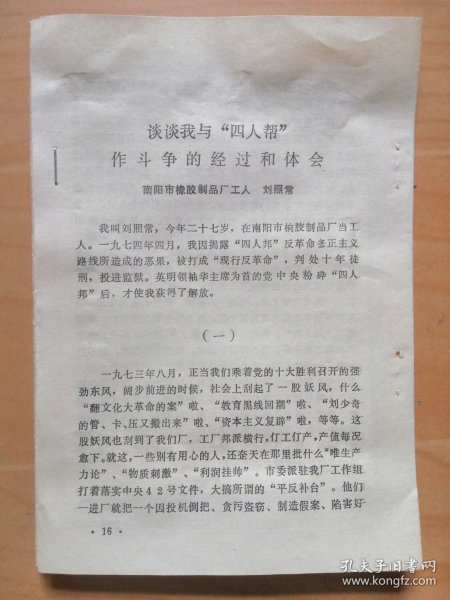 谈谈我与“四人帮”
作斗争的经过和体会
南阳市橡胶制品厂工人 刘照常
我叫刘照常，今年二十七岁，在南阳市橡胶制品厂当工
人。一九七四年四月，我因揭露“四人邦”反革命修正主义
路线所造成的恶果，被打成“现行反革命”，判处十年徒
刑，投进监狱。英明领袖华主席为首的党中央粉碎“四人
邦”后，才使我获得了解放。
（一）
一九七三年八月，正当我们乘着党的十大胜利召开的强
劲东风，阔步前进的时候，社会上刮起了一股妖风，什么
“翻文化大革命的案”啦、“教育黑线回潮”啦、“刘少奇
的管、卡、压又搬出来”啦、“资本主义复辟”啦，等等。这
股妖风也刮到了我们厂，工厂邦派横行，仃工仃产，产值每况
愈下。就这，一些别有用心的人，还奎天在那里批什么“唯生产
力论”、“物质刺激”、“利润挂帅”。市委派驻我厂工作组
打着落实中央42号文件，大搞所谓的“平反补台”。他们
一进厂就把一个因投机倒把、贪污盗窃、制造假案、陷害好
·16·
孔夫子旧书网
www.kongfz.com